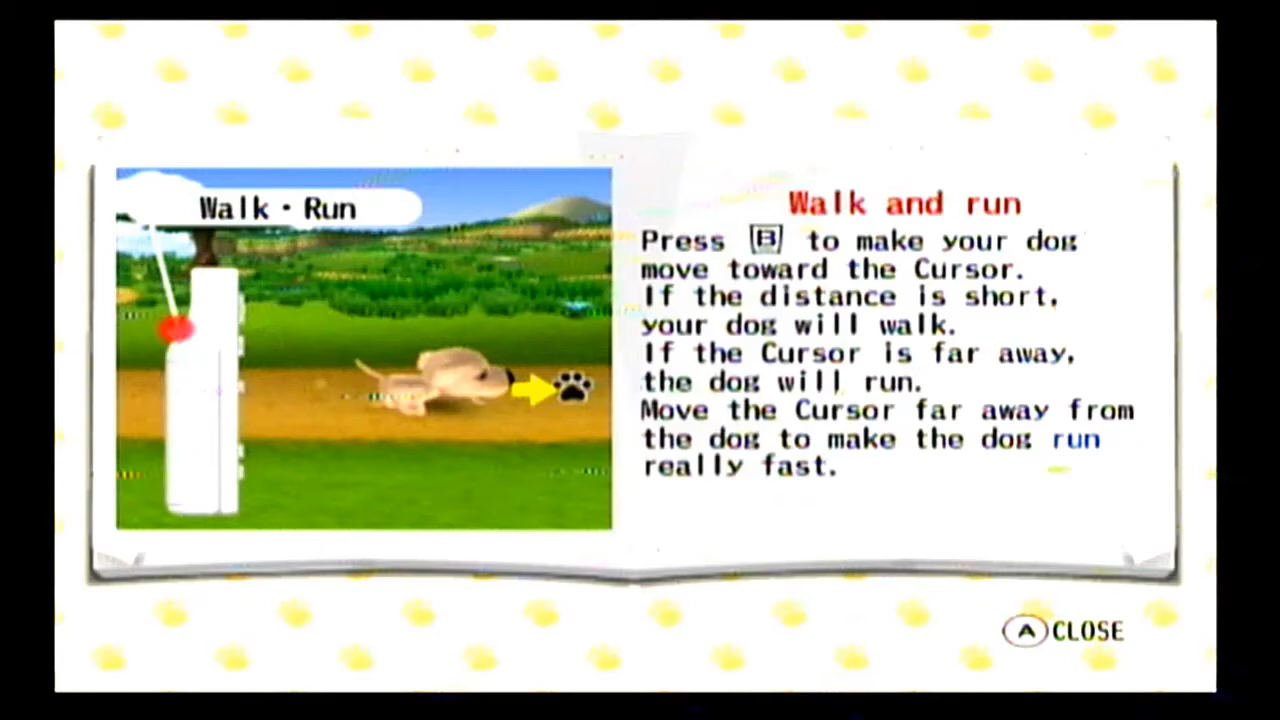 Walk・Run
Walk and run
Press B to make your dog
move toward the Cursor.
If the distance is short,
your dog will walk.
If the Cursor is far away,
the dog will run.
Move the Cursor far away from
the dog to make the dog run
really fast.
A CLOSE